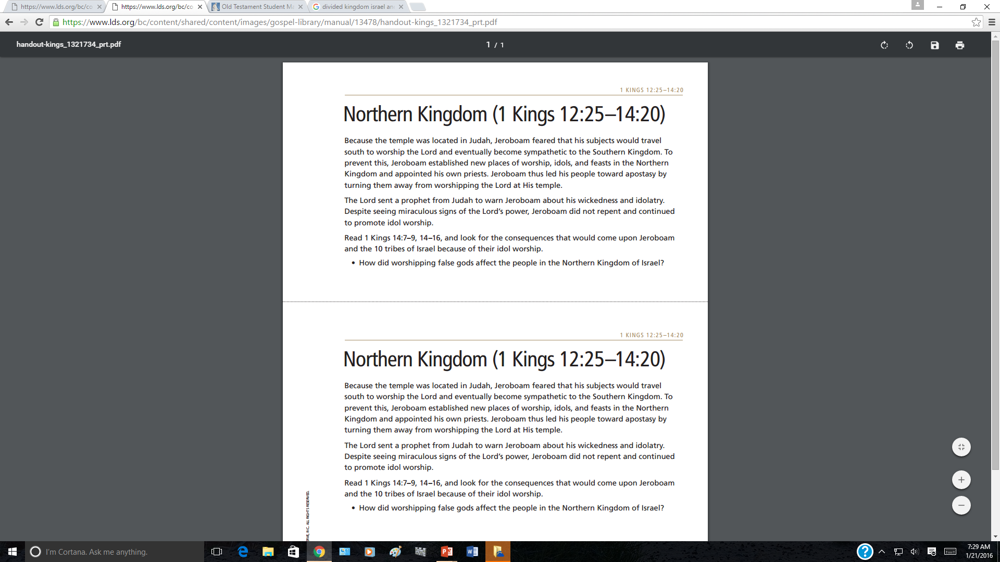 https://www.lds.org/bc/co
https://www.lds.org/bc/co
Old Testament Student Ma
divided kingdom israel an
https://www.lds.org/bc/content/shared/content/images/gospel-library/manual/13478/handout-kings_1321734_prt.pdf
handout-kings_1321734_prt.pdf
1 / 1
1 KINGS 12:25–14:20
Northern Kingdom (1 Kings 12:25–14:20)
Because the temple was located in Judah, Jeroboam feared that his subjects would travel
south to worship the Lord and eventually become sympathetic to the Southern Kingdom. To
prevent this, Jeroboam established new places of worship, idols, and feasts in the Northern
Kingdom and appointed his own priests. Jeroboam thus led his people toward apostasy by
turning them away from worshipping the Lord at His temple.
The Lord sent a prophet from Judah to warn Jeroboam about his wickedness and idolatry.
Despite seeing miraculous signs of the Lord’s power, Jeroboam did not repent and continued
to promote idol worship.
Read 1 Kings 14:7–9, 14–16, and look for the consequences that would come upon Jeroboam
and the 10 tribes of Israel because of their idol worship.
• How did worshipping false gods affect the people in the Northern Kingdom of Israel?
1 KINGS 12:25–14:20
Northern Kingdom (1 Kings 12:25–14:20)
Because the temple was located in Judah, Jeroboam feared that his subjects would travel
south to worship the Lord and eventually become sympathetic to the Southern Kingdom. To
prevent this, Jeroboam established new places of worship, idols, and feasts in the Northern
Kingdom and appointed his own priests. Jeroboam thus led his people toward apostasy by
turning them away from worshipping the Lord at His temple.
The Lord sent a prophet from Judah to warn Jeroboam about his wickedness and idolatry.
Despite seeing miraculous signs of the Lord’s power, Jeroboam did not repent and continued
to promote idol worship.
Read 1 Kings 14:7–9, 14–16, and look for the consequences that would come upon Jeroboam
and the 10 tribes of Israel because of their idol worship.
• How did worshipping false gods affect the people in the Northern Kingdom of Israel?
INC. ALL RIGHTS RESERVED.
I'm Cortana. Ask me anything.
7:29 AM
1/21/2016